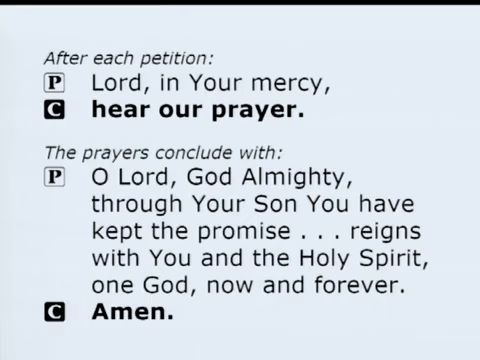 After each petition:
P Lord, in Your mercy,
C hear our prayer.
The prayers conclude with:
P O Lord, God Almighty,
through Your Son You have
kept the promise . . . reigns
with You and the Holy Spirit,
one God, now and forever.
C Amen.